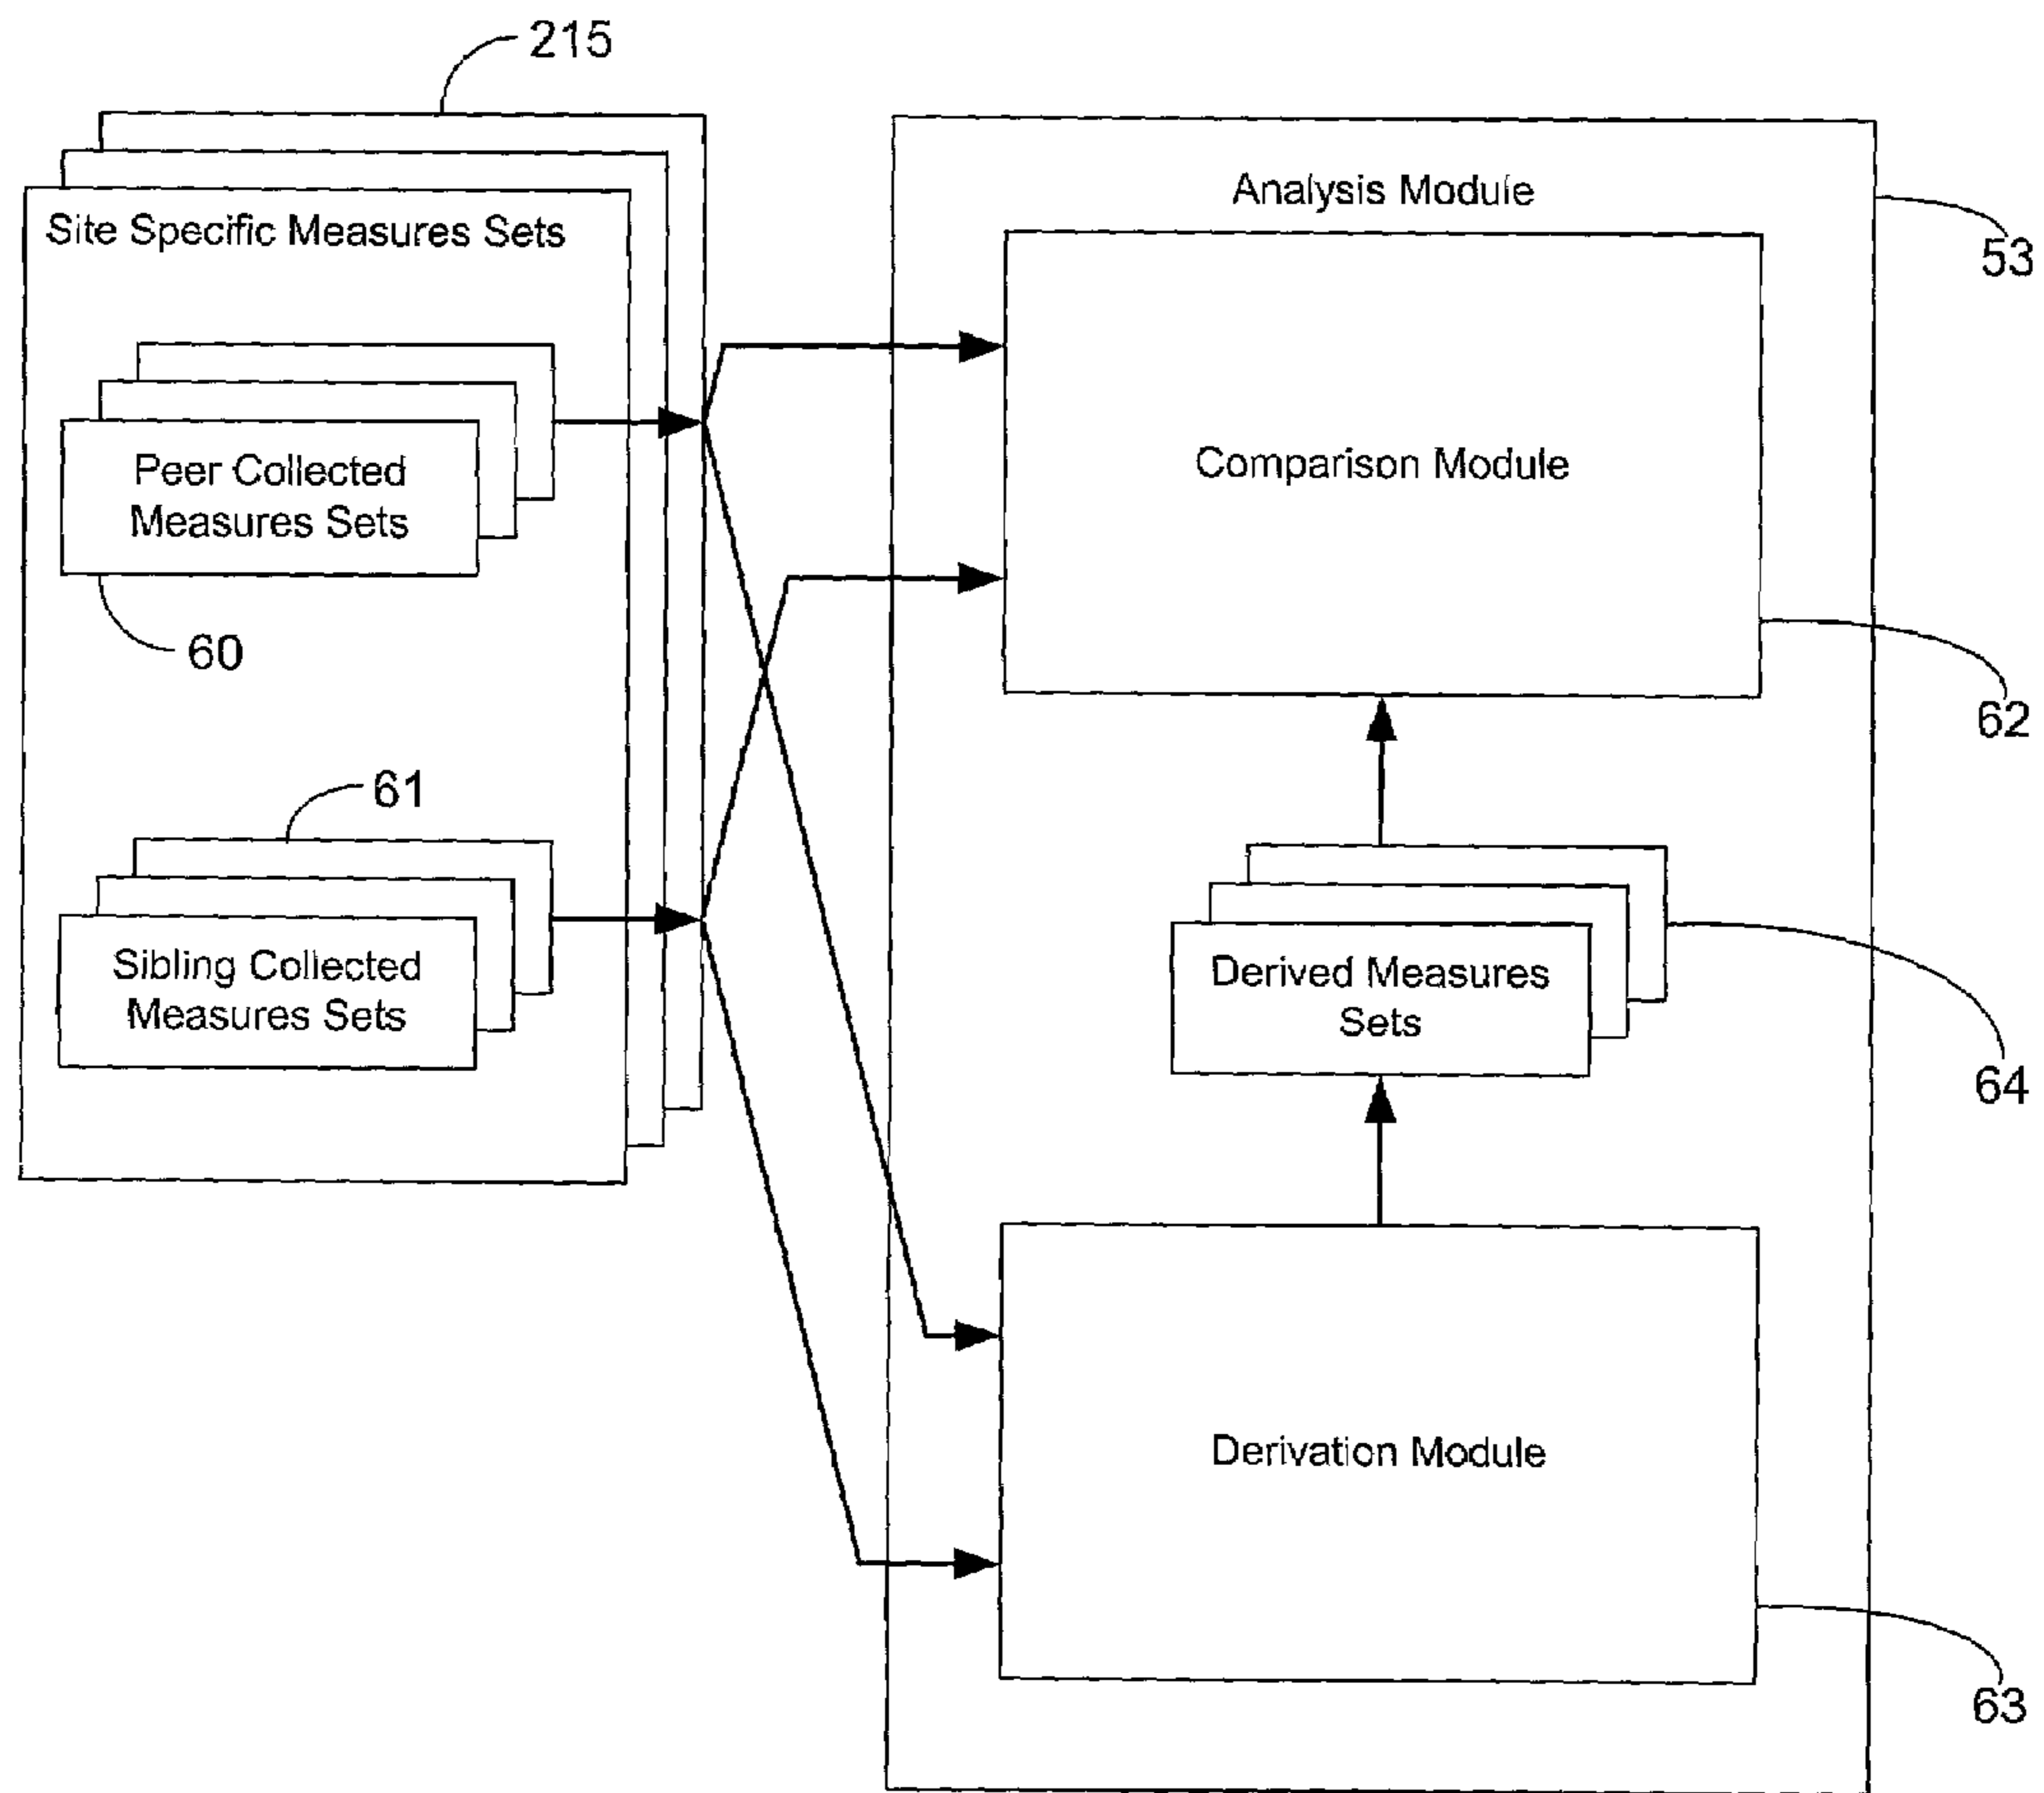 215
Site Specific Measures Sets
Peer Collected
Measures Sets
60
61
Sibling Collected
Measures Sets
Analysis Module
53
Comparison Module
62
Derived Measures
Sets
64
Derivation Module
63